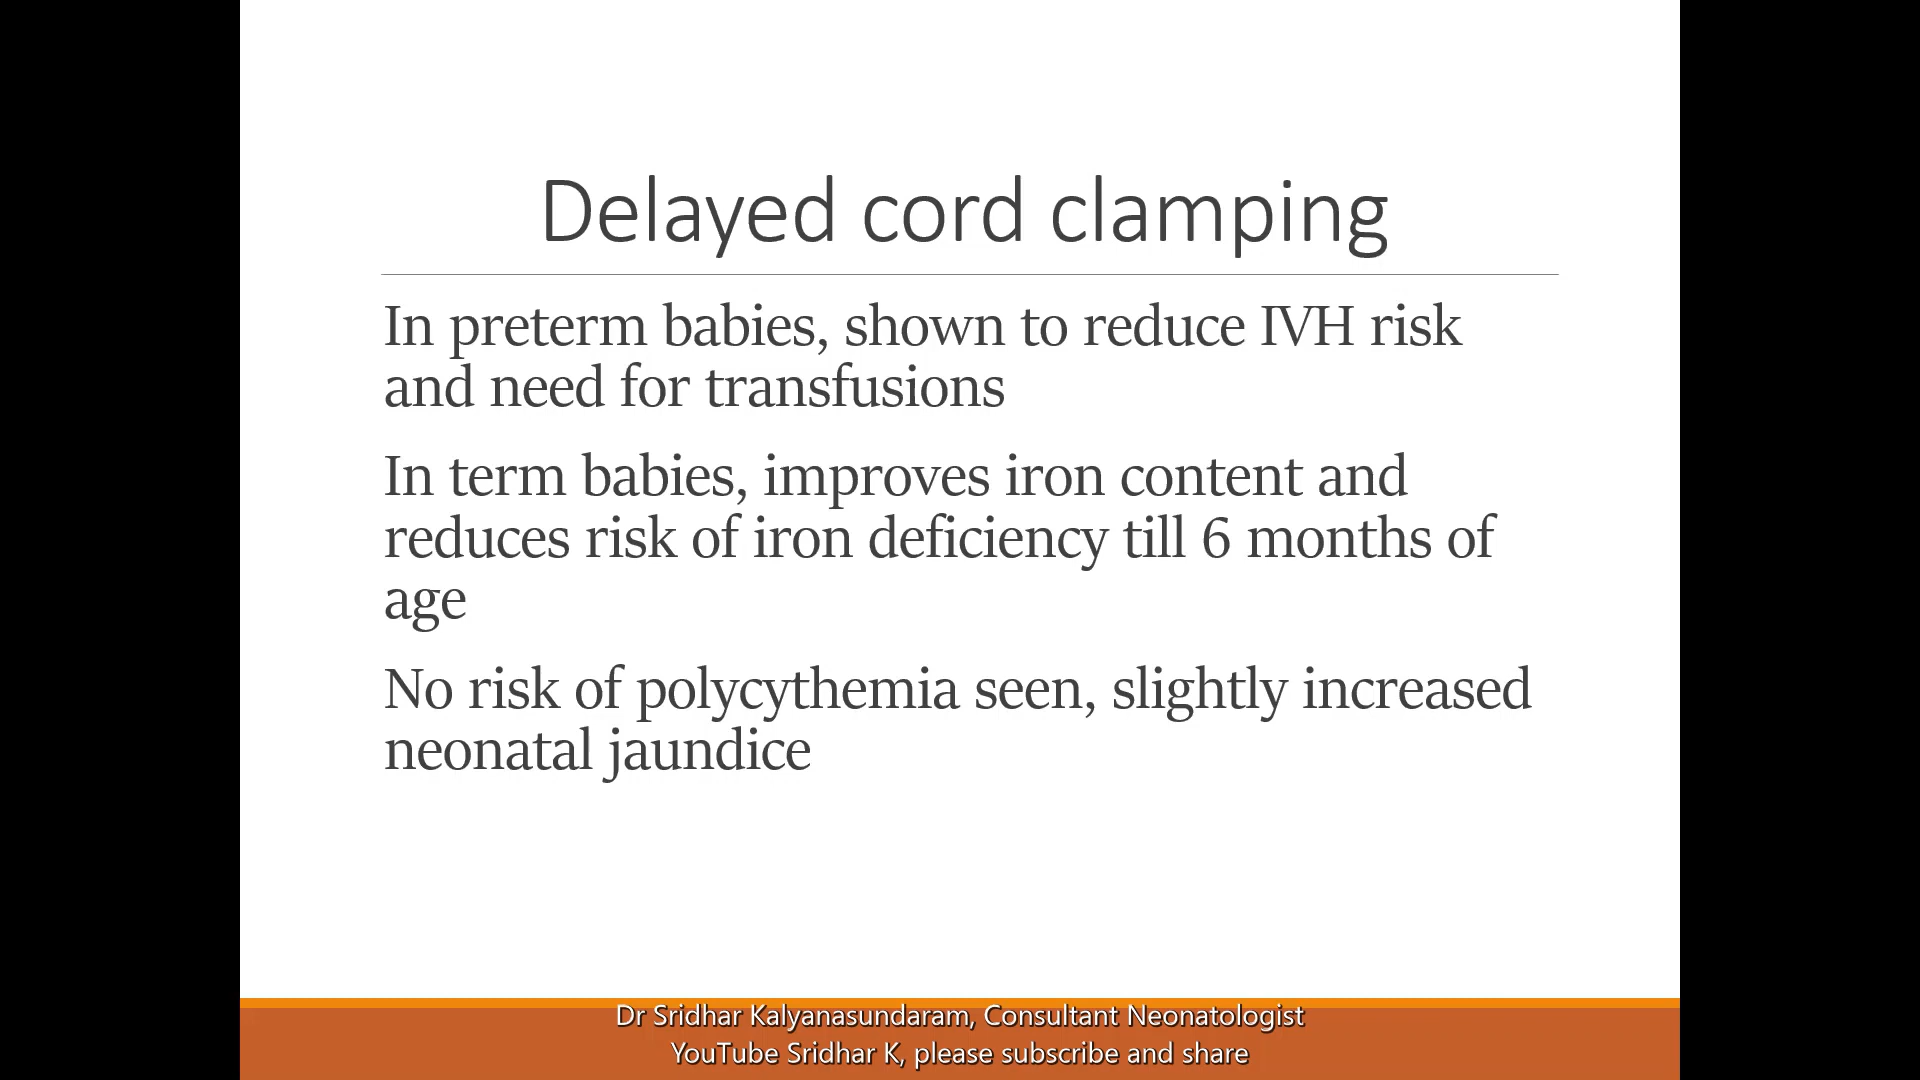 Delayed cord clamping
In preterm babies, shown to reduce IVH risk
and need for transfusions
In term babies, improves iron content and
reduces risk of iron deficiency till 6 months of
age
No risk of polycythemia seen, slightly increased
neonatal jaundice
Dr Sridhar Kalyanasundaram, Consultant Neonatologist
YouTube Sridhar K, please subscribe and share